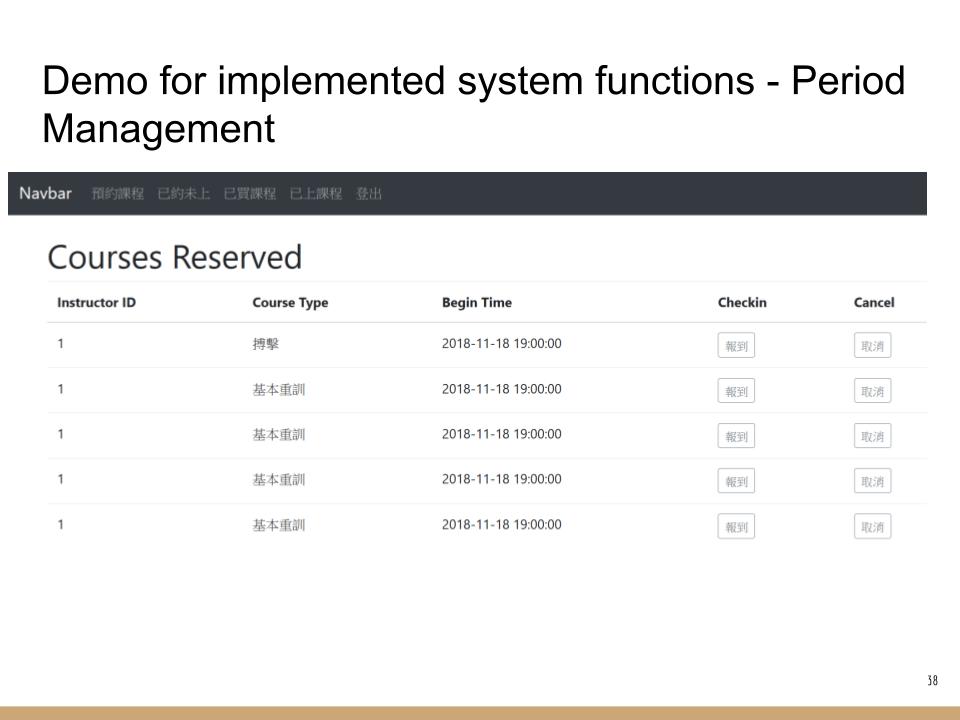 Demo for implemented system functions - Period
Management
Navbar 預約課程 已約未上 已買課程 已上課程 登出
Courses Reserved
Instructor ID Course Type Begin Time Checkin Cancel
1 搏擊 2018-11-18 19:00:00 報到 取消
1 基本重訓 2018-11-18 19:00:00 報到 取消
1 基本重訓 2018-11-18 19:00:00 報到 取消
1 基本重訓 2018-11-18 19:00:00 報到 取消
1 基本重訓 2018-11-18 19:00:00 報到 取消
38